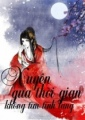 Xuyên
qua thời gian
không tìm tình lang